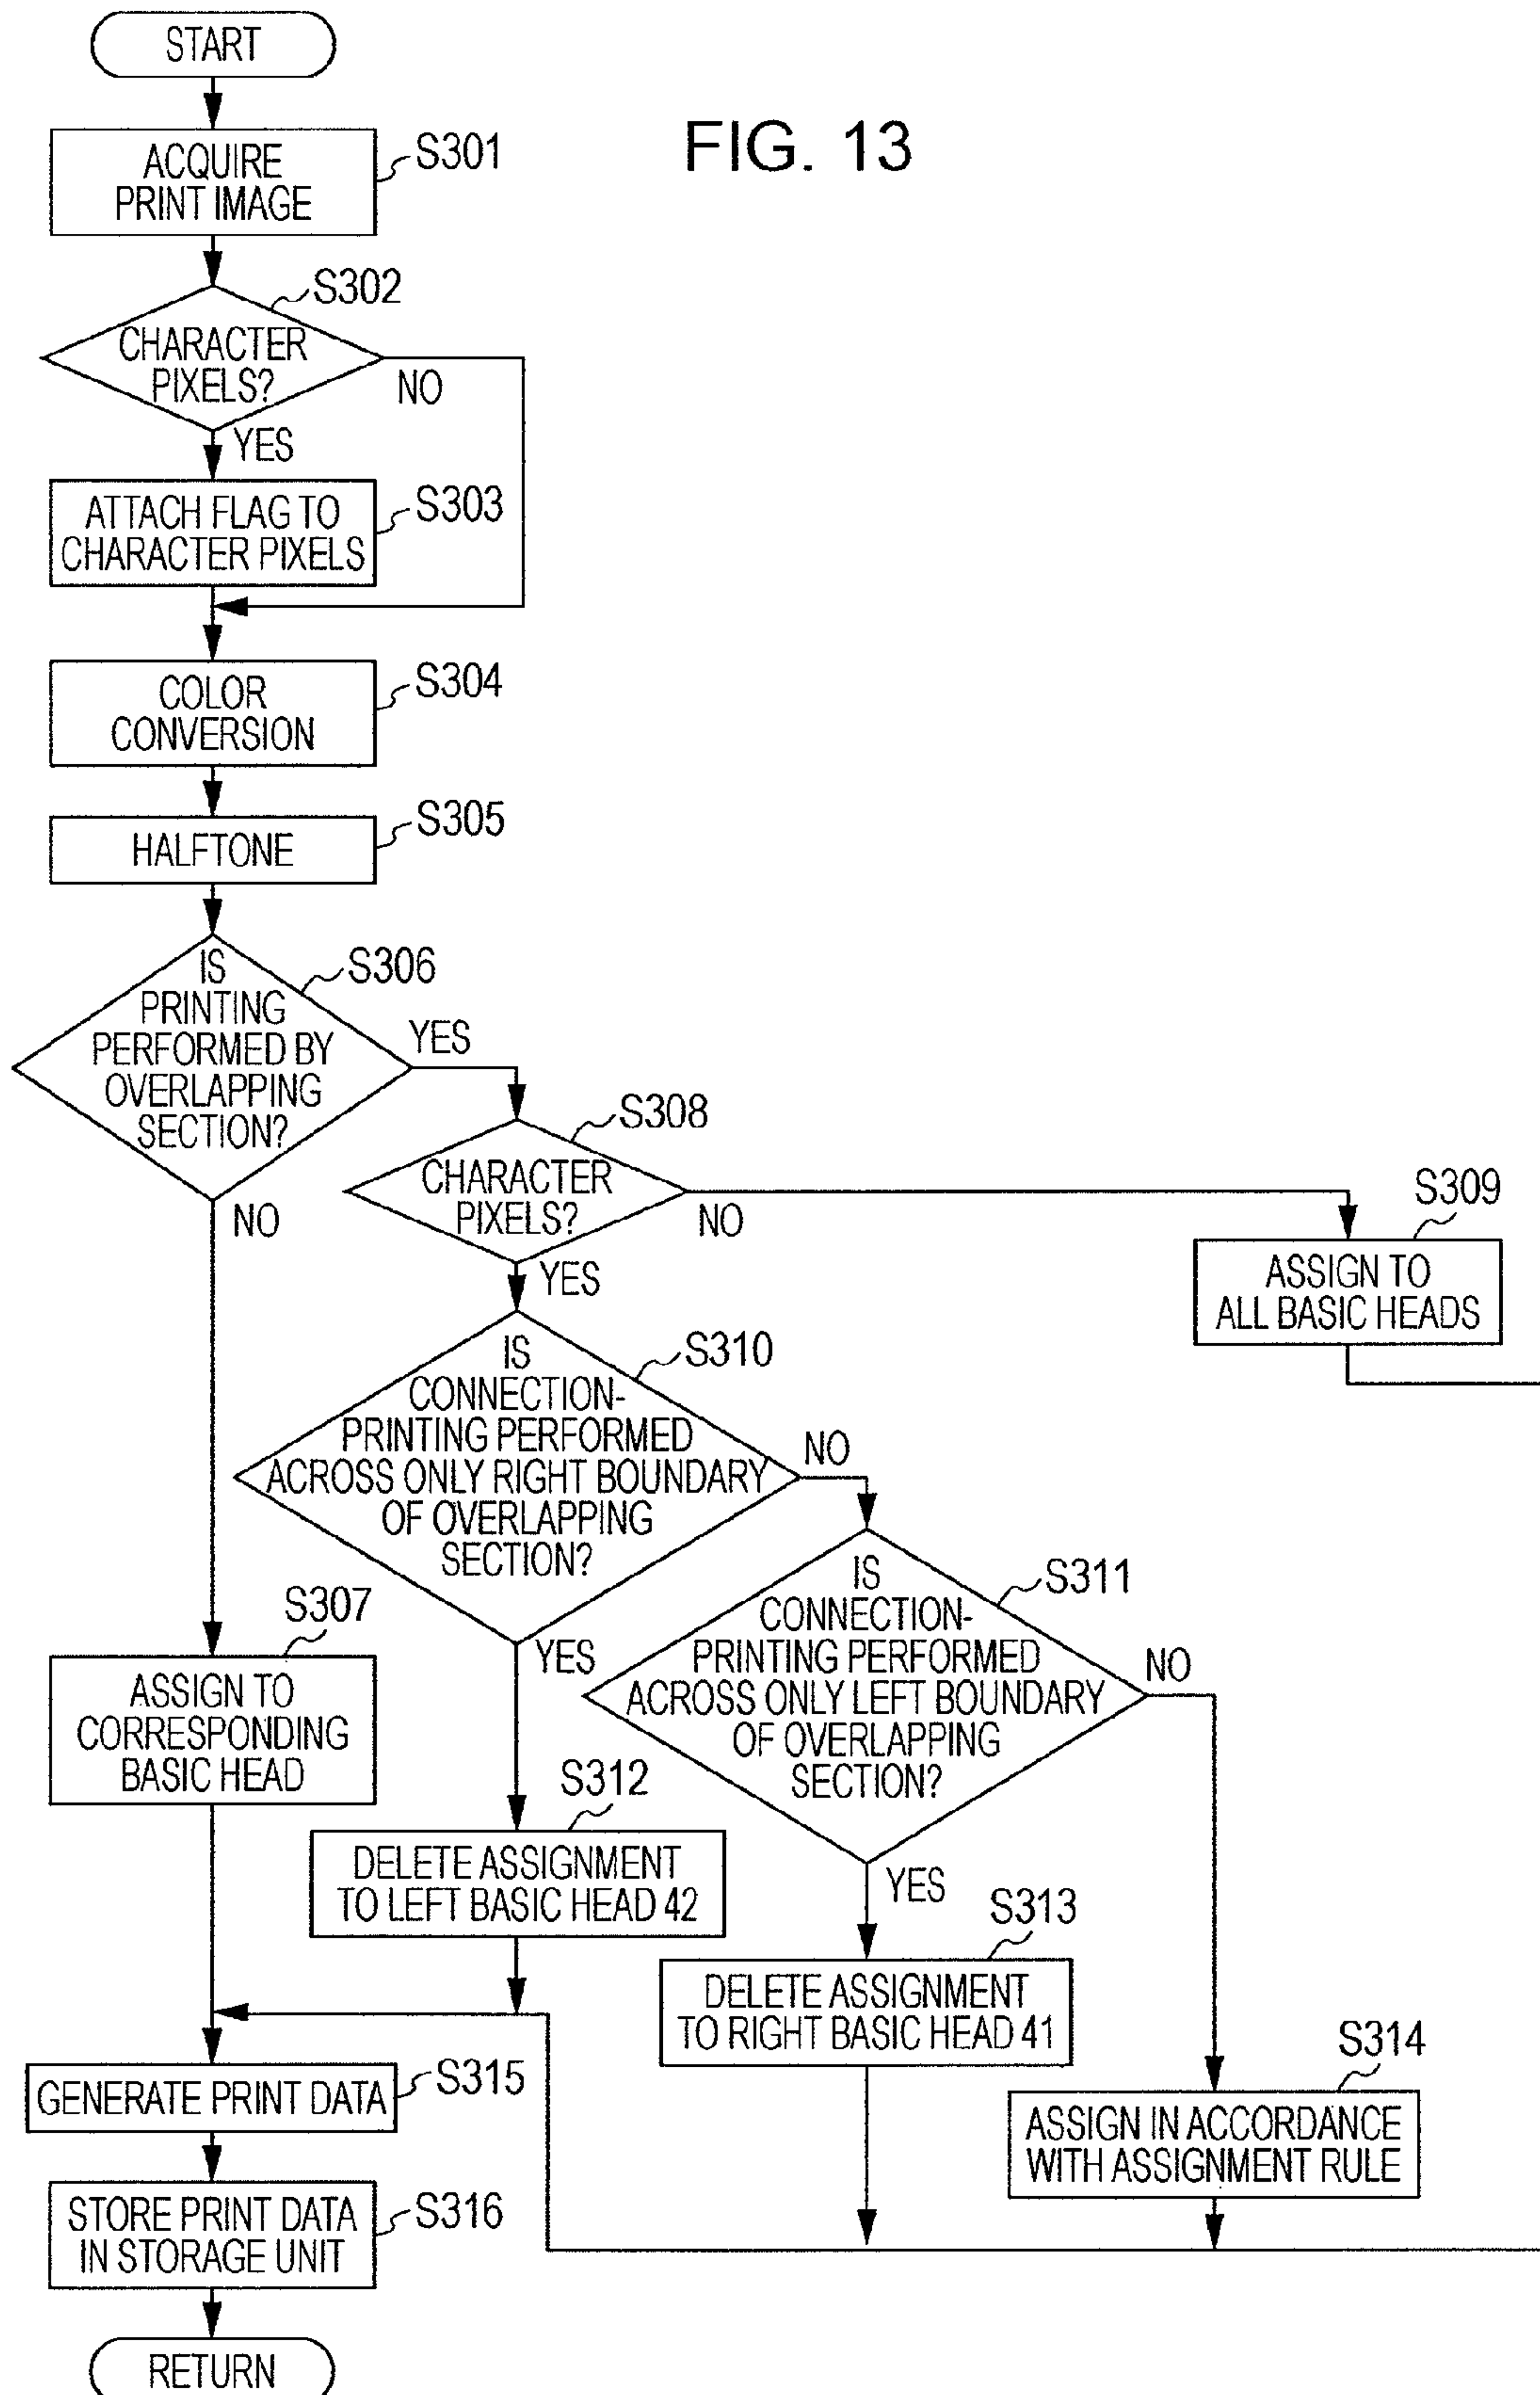 START
FIG. 13
ACQUIRE
PRINT IMAGE
S301
S302
CHARACTER
PIXELS?
NO
YES
ATTACH FLAG TO
CHARACTER PIXELS
S303
COLOR
CONVERSION
S304
HALFTONE
S305
IS
PRINTING
PERFORMED BY
OVERLAPPING
SECTION?
S306
YES
NO
S308
CHARACTER
PIXELS?
NO
YES
S309
ASSIGN TO
ALL BASIC HEADS
S310
IS
CONNECTION-
PRINTING PERFORMED
ACROSS ONLY RIGHT BOUNDARY
OF OVERLAPPING
SECTION?
NO
YES
S311
IS
CONNECTION-
PRINTING PERFORMED
ACROSS ONLY LEFT BOUNDARY
OF OVERLAPPING
SECTION?
NO
YES
S307
ASSIGN TO
CORRESPONDING
BASIC HEAD
S312
DELETE ASSIGNMENT
TO LEFT BASIC HEAD 42
S313
DELETE ASSIGNMENT
TO RIGHT BASIC HEAD 41
S314
ASSIGN IN ACCORDANCE
WITH ASSIGNMENT RULE
GENERATE PRINT DATA
S315
STORE PRINT DATA
IN STORAGE UNIT
S316
RETURN